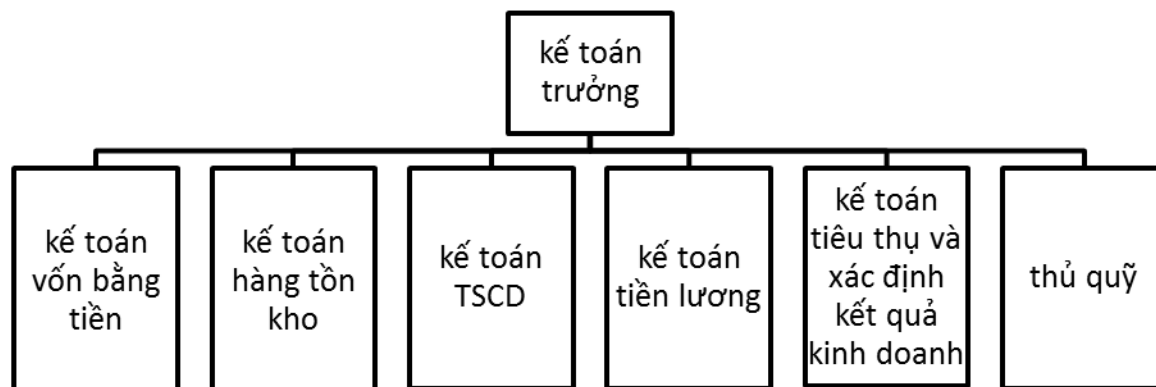 kế toán
trưởng
kế toán
vốn bằng
tiền
kế toán
hàng tồn
kho
kế toán
TSCD
kế toán
tiền lương
kế toán
tiêu thụ và
xác định
kết quả
kinh doanh
thủ quỹ